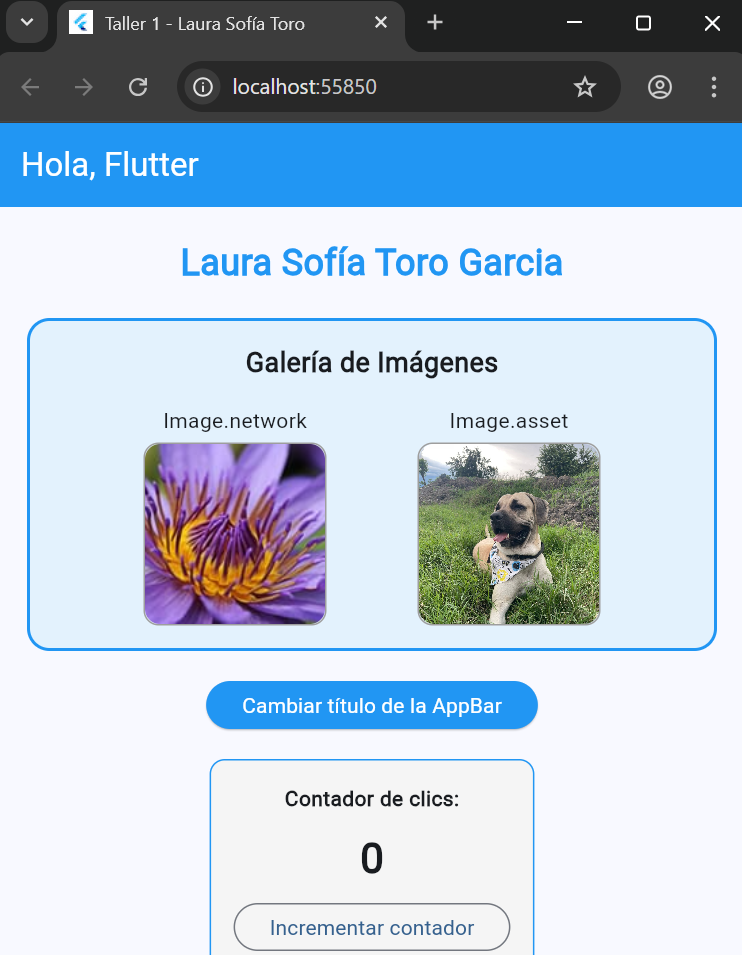 Taller 1 - Laura Sofía Toro
localhost:55850
Hola, Flutter
Laura Sofía Toro Garcia
Galería de Imágenes
Image.network Image.asset
Cambiar título de la AppBar
Contador de clics:
0
Incrementar contador